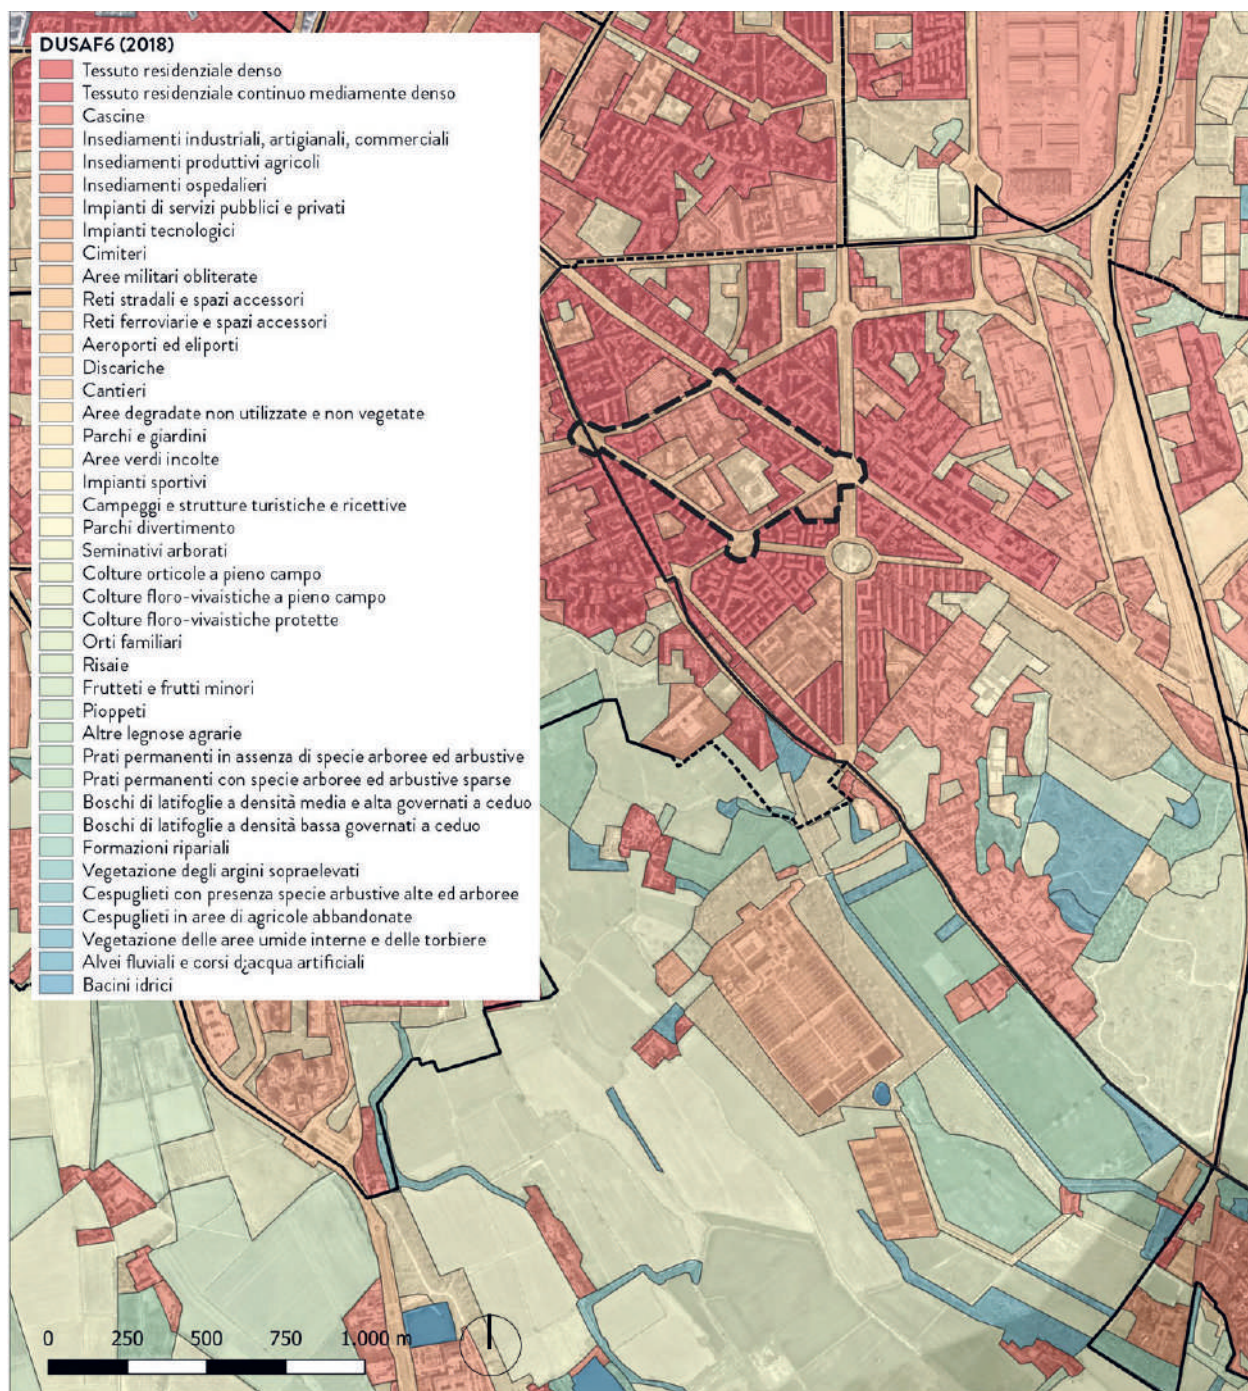 DUSAF6 (2018)
Tessuto residenziale denso
Tessuto residenziale continuo mediamente denso
Cascine
Insediamenti industriali, artigianali, commerciali
Insediamenti produttivi agricoli
Insediamenti ospedalieri
Impianti di servizi pubblici e privati
Impianti tecnologici
Cimiteri
Aree militari obliterate
Reti stradali e spazi accessori
Reti ferroviarie e spazi accessori
Aeroporti ed eliporti
Discariche
Cantieri
Aree degradate non utilizzate e non vegetate
Parchi e giardini
Aree verdi incolte
Impianti sportivi
Campeggi e strutture turistiche e ricettive
Parchi divertimento
Seminativi arborati
Colture orticole a pieno campo
Colture floro-vivaistiche a pieno campo
Colture floro-vivaistiche protette
Orti familiari
Risaie
Frutteti e frutti minori
Pioppeti
Altre legnose agrarie
Prati permanenti in assenza di specie arboree ed arbustive
Prati permanenti con specie arboree ed arbustive sparse
Boschi di latifoglie a densità media e alta governati a ceduo
Boschi di latifoglie a densità bassa governati a ceduo
Formazioni ripariali
Vegetazione degli argini sopraelevati
Cespuglieti con presenza specie arbustive alte ed arboree
Cespuglieti in aree di agricole abbandonate
Vegetazione delle aree umide interne e delle torbiere
Alvei fluviali e corsi d¿acqua artificiali
Bacini idrici
0 250 500 750 1.000 m